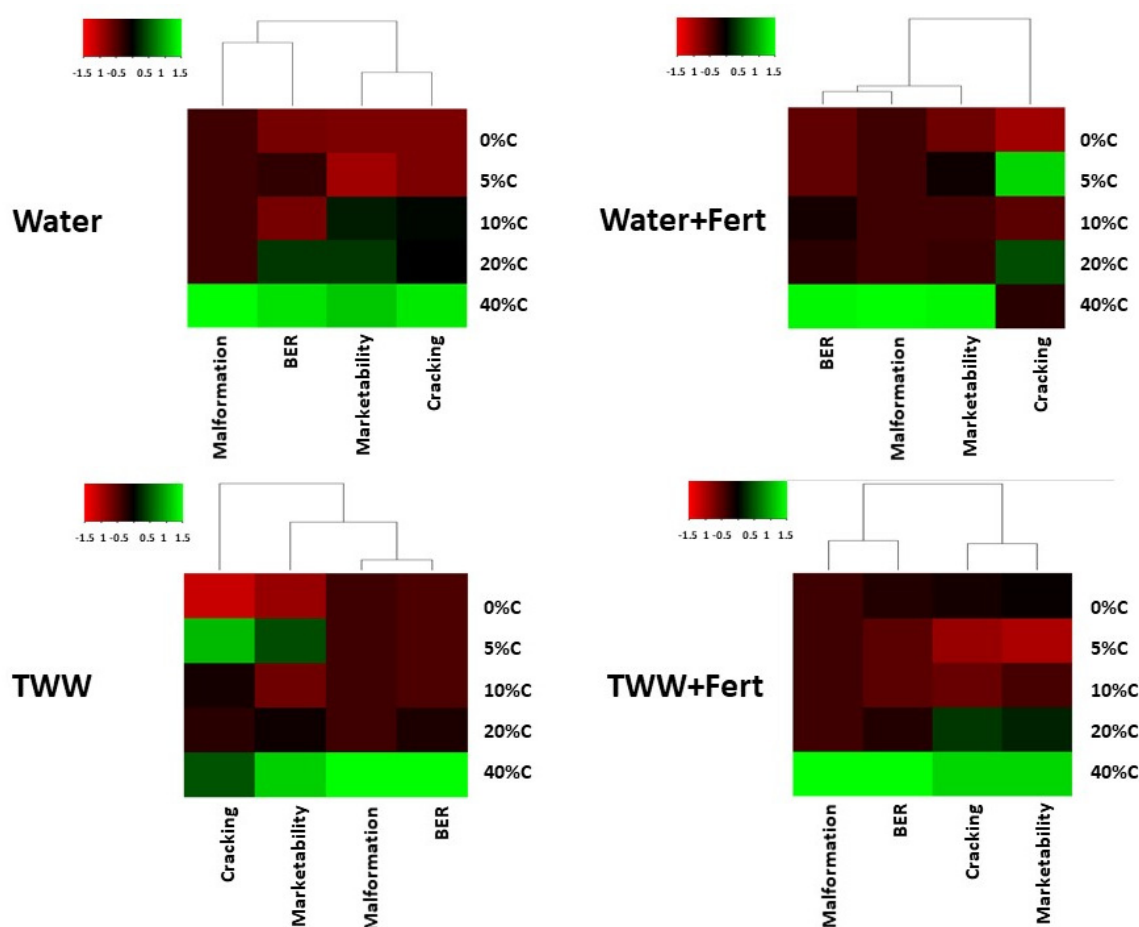 -1.5 1 -0.5 0.5 1 1.5
0%C
5%C
10%C
20%C
40%C
Water
Malformation
BER
Marketability
Cracking
-1.5 1 -0.5 0.5 1 1.5
0%C
5%C
10%C
20%C
40%C
Water+Fert
BER
Malformation
Marketability
Cracking
-1.5 1 -0.5 0.5 1 1.5
0%C
5%C
10%C
20%C
40%C
TWW
Cracking
Marketability
Malformation
BER
-1.5 1 -0.5 0.5 1 1.5
0%C
5%C
10%C
20%C
40%C
TWW+Fert
Malformation
BER
Cracking
Marketability